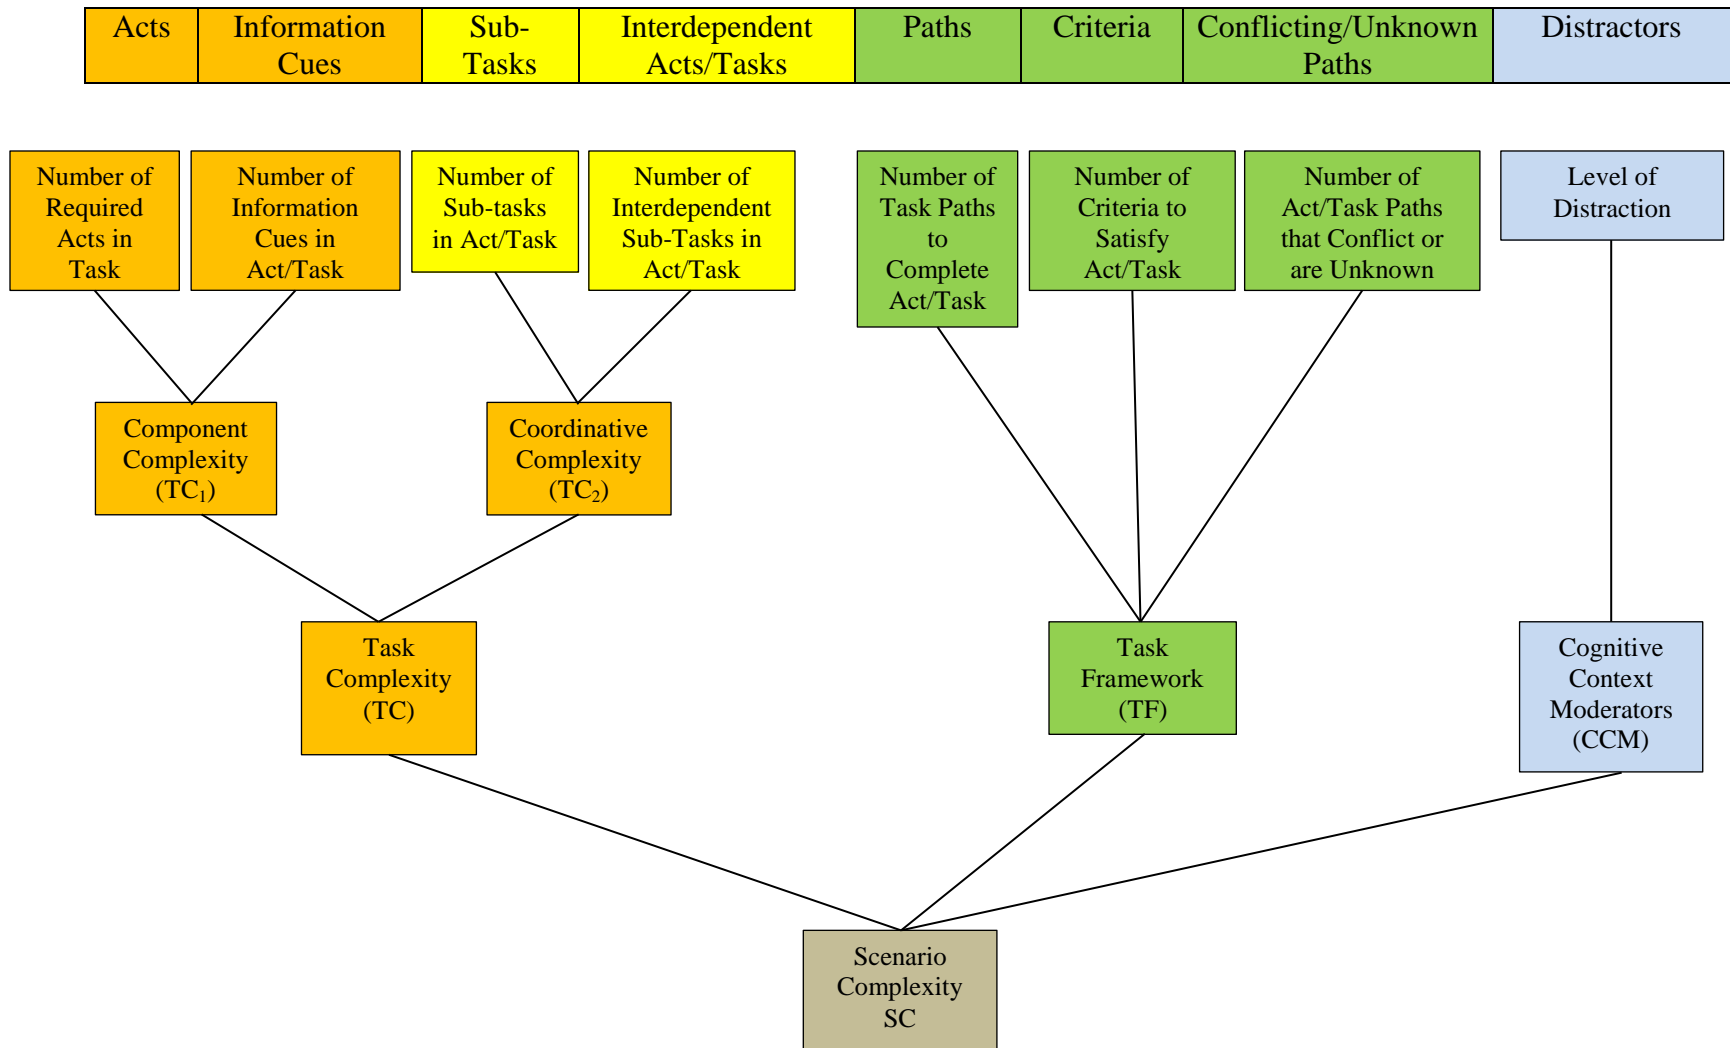 Acts
Information
Cues
Sub-
Tasks
Interdependent
Acts/Tasks
Paths
Criteria
Conflicting/Unknown
Paths
Distractors
Number of
Required
Acts in
Task
Number of
Information
Cues in
Act/Task
Number of
Sub-tasks
in Act/Task
Number of
Interdependent
Sub-Tasks in
Act/Task
Number of
Task Paths
to
Complete
Act/Task
Number of
Criteria to
Satisfy
Act/Task
Number of
Act/Task Paths
that Conflict or
are Unknown
Level of
Distraction
Component
Complexity
(TC₁)
Coordinative
Complexity
(TC₂)
Task
Complexity
(TC)
Task
Framework
(TF)
Cognitive
Context
Moderators
(CCM)
Scenario
Complexity
SC